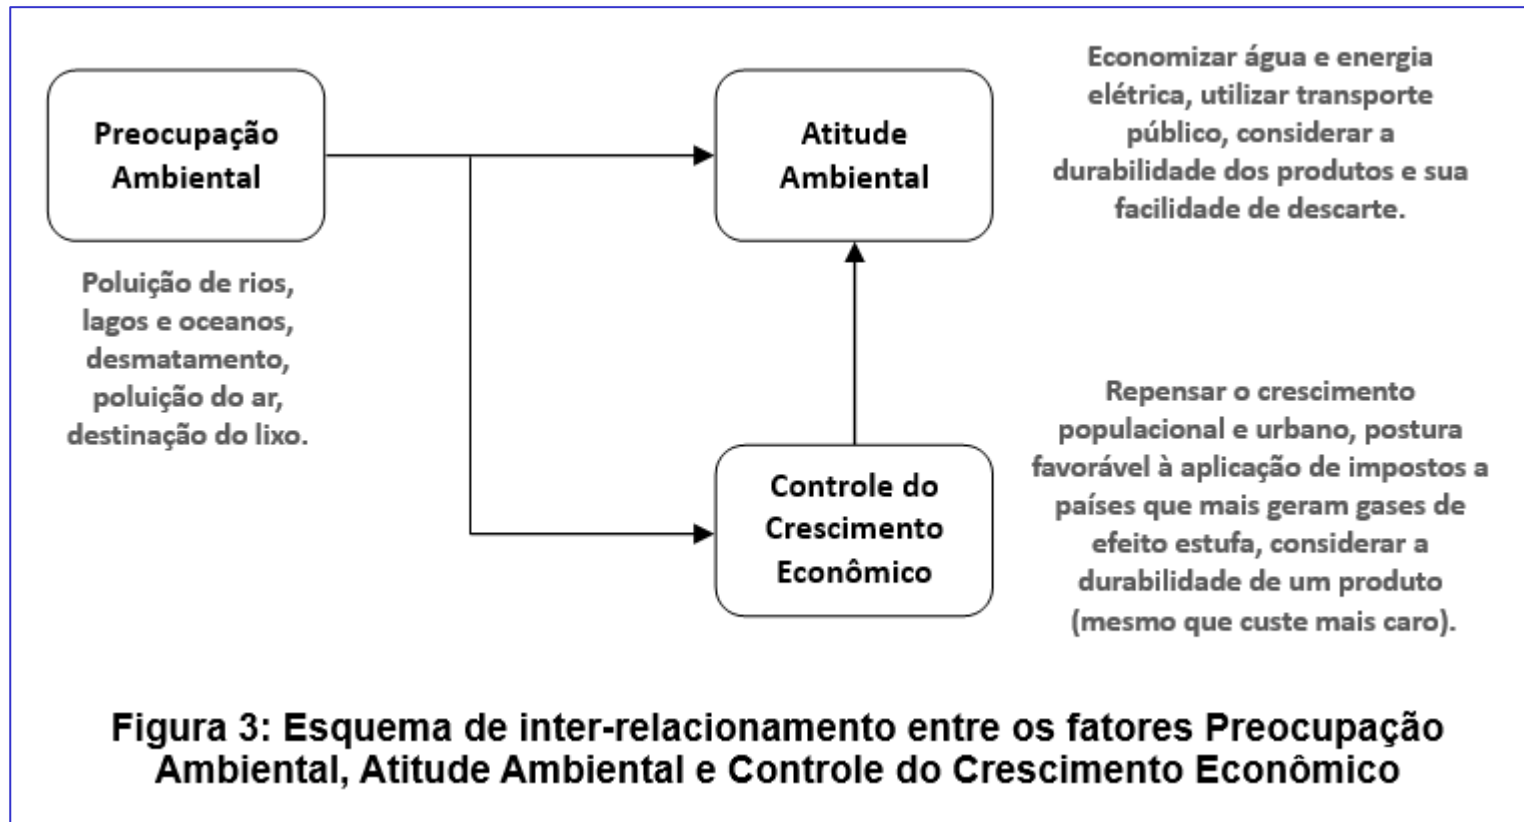 Preocupação
Ambiental
Poluição de rios,
lagos e oceanos,
desmatamento,
poluição do ar,
destinação do lixo.
Atitude
Ambiental
Economizar água e energia
elétrica, utilizar transporte
público, considerar a
durabilidade dos produtos e sua
facilidade de descarte.
Controle do
Crescimento
Econômico
Repensar o crescimento
populacional e urbano, postura
favorável à aplicação de impostos a
países que mais geram gases de
efeito estufa, considerar a
durabilidade de um produto
(mesmo que custe mais caro).
Figura 3: Esquema de inter-relacionamento entre os fatores Preocupação
Ambiental, Atitude Ambiental e Controle do Crescimento Econômico